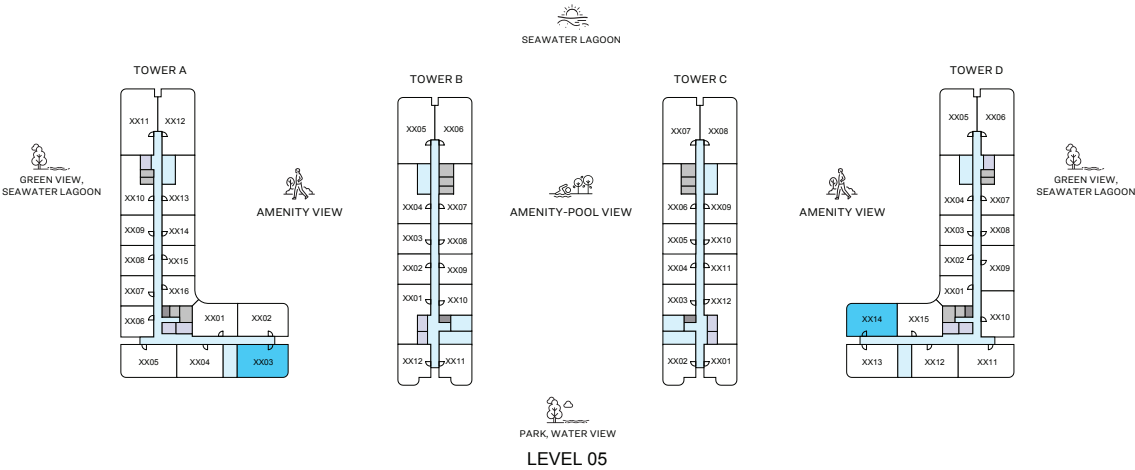 SEAWATER LAGOON
TOWER A
TOWER B
TOWER C
TOWER D
GREEN VIEW,
SEAWATER LAGOON
AMENITY VIEW
AMENITY-POOL VIEW
AMENITY VIEW
GREEN VIEW,
SEAWATER LAGOON
XX11 XX12
XX10 XX13
XX09 XX14
XX08 XX15
XX07 XX16
XX06 XX01 XX02
XX05 XX04 XX03
XX05 XX06
XX04 XX07
XX03 XX08
XX02 XX09
XX01 XX10
XX12 XX11
XX07 XX08
XX06 XX09
XX05 XX10
XX04 XX11
XX03 XX12
XX02 XX01
XX05 XX06
XX04 XX07
XX03 XX08
XX02 XX09
XX01
XX14 XX15 XX10
XX13 XX12 XX11
PARK, WATER VIEW
LEVEL 05